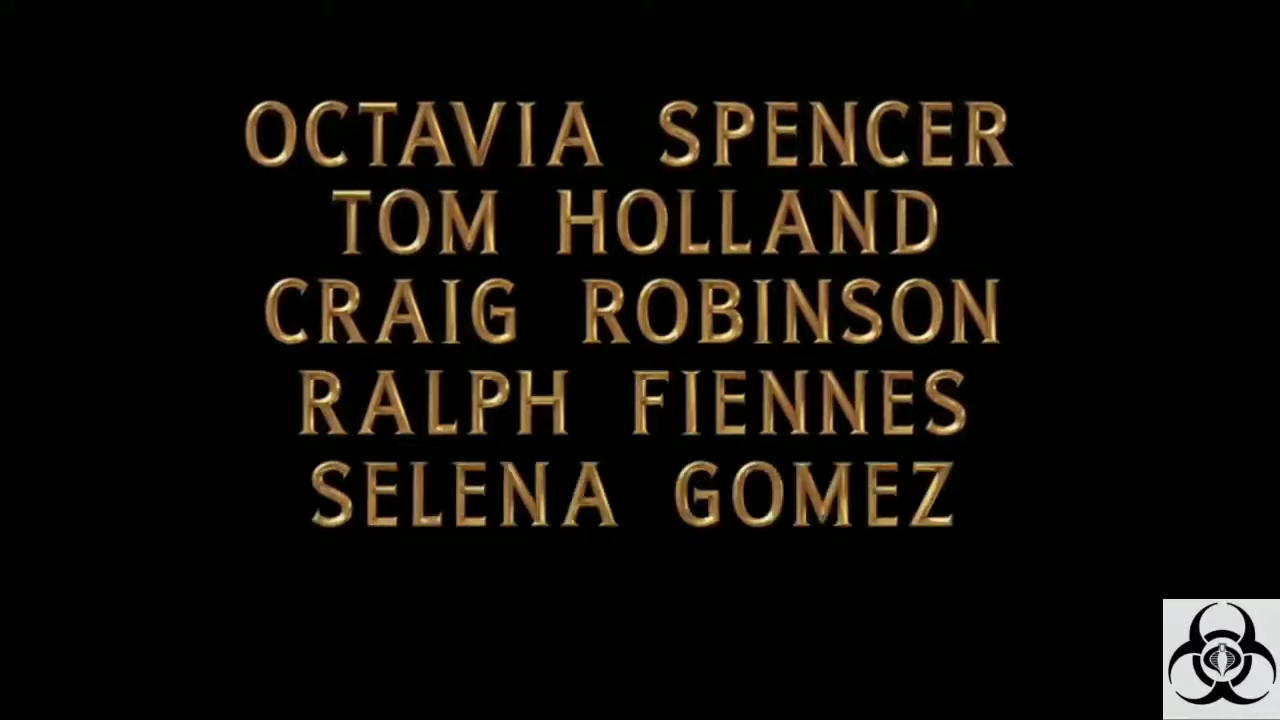 OCTAVIA SPENCER
TOM HOLLAND
CRAIG ROBINSON
RALPH FIENNES
SELENA GOMEZ